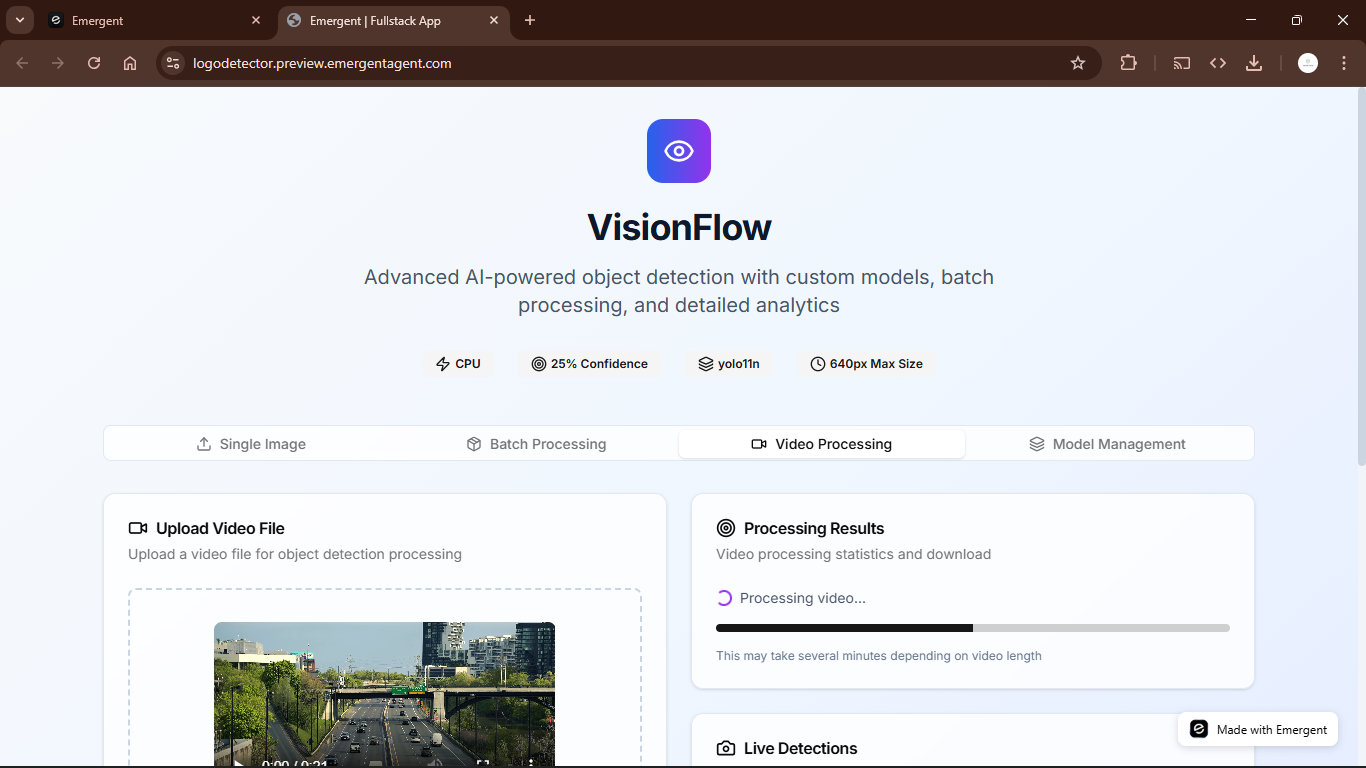 Emergent
Emergent | Fullstack App
logodetector.preview.emergentagent.com
VisionFlow
Advanced AI-powered object detection with custom models, batch
processing, and detailed analytics
CPU
25% Confidence
yolo11n
640px Max Size
Single Image
Batch Processing
Video Processing
Model Management
Upload Video File
Upload a video file for object detection processing
0:00 / 0:21
Processing Results
Video processing statistics and download
Processing video...
This may take several minutes depending on video length
Live Detections
Made with Emergent